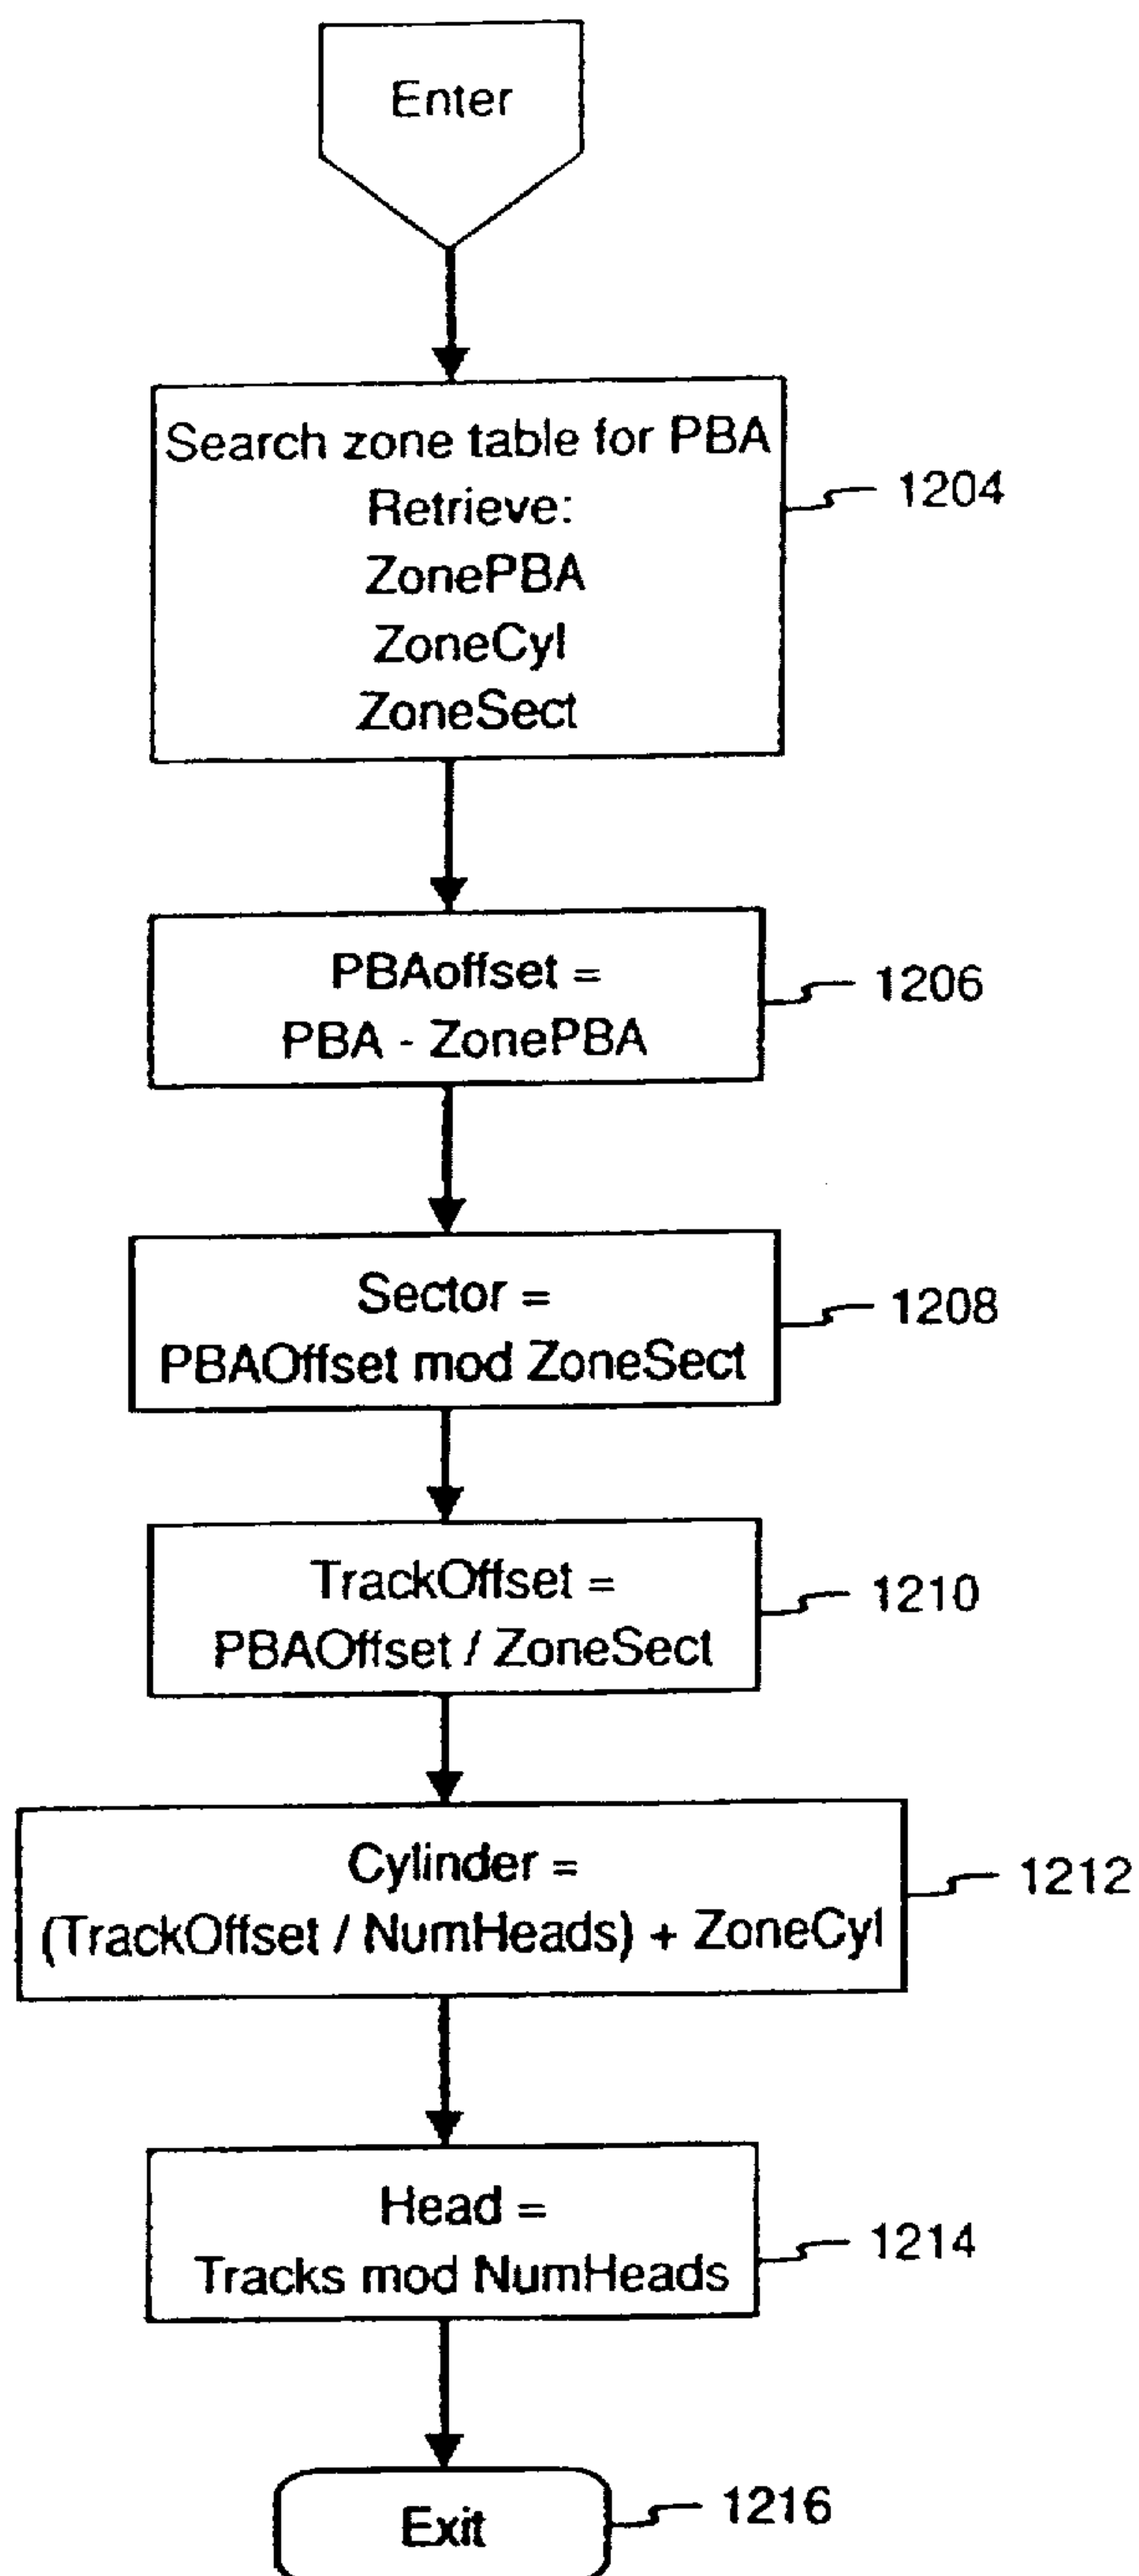 Enter
Search zone table for PBA
Retrieve:
ZonePBA
ZoneCyl
ZoneSect
1204
PBAoffset =
PBA - ZonePBA
1206
Sector =
PBAOffset mod ZoneSect
1208
TrackOffset =
PBAOffset / ZoneSect
1210
Cylinder =
(TrackOffset / NumHeads) + ZoneCyl
1212
Head =
Tracks mod NumHeads
1214
Exit
1216